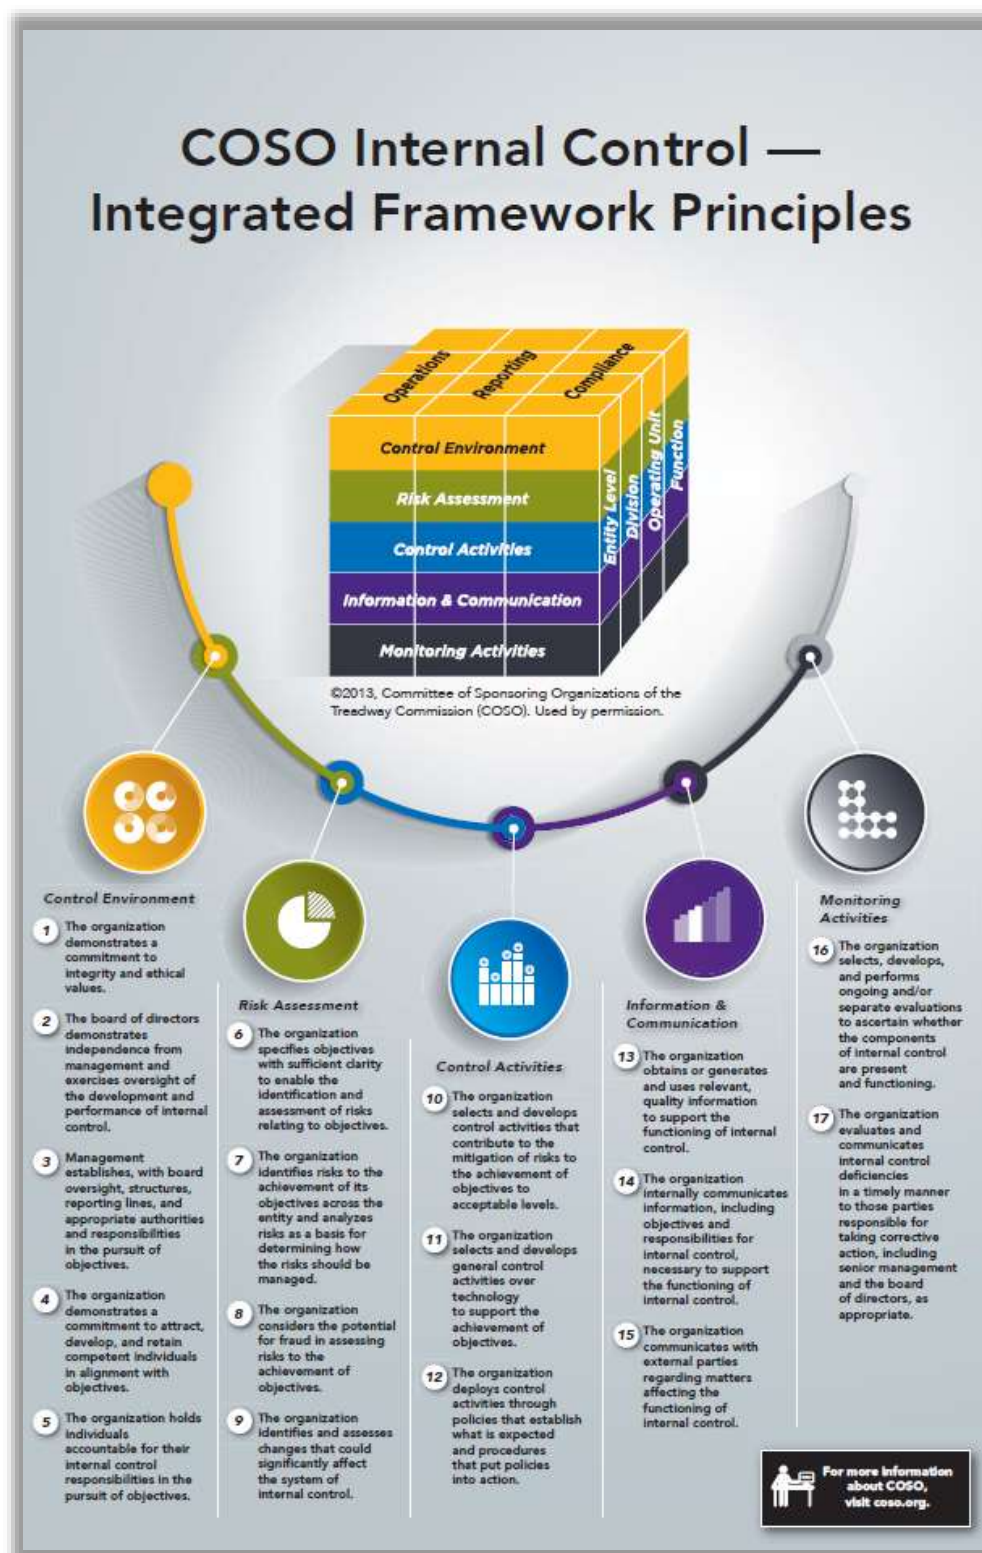 COSO Internal Control —
Integrated Framework Principles
Operations
Reporting
Compliance
Control Environment
Risk Assessment
Control Activities
Information & Communication
Monitoring Activities
Entity Level
Division
Operating Unit
Function
©2013, Committee of Sponsoring Organizations of the
Treadway Commission (COSO). Used by permission.
Control Environment
1 The organization
demonstrates a
commitment to
integrity and ethical
values.
2 The board of directors
demonstrates
independence from
management and
exercises oversight of
the development and
performance of internal
control.
3 Management
establishes, with board
oversight, structures,
reporting lines, and
appropriate authorities
and responsibilities
in the pursuit of
objectives.
4 The organization
demonstrates a
commitment to attract,
develop, and retain
competent individuals
in alignment with
objectives.
5 The organization holds
individuals
accountable for their
internal control
responsibilities in the
pursuit of objectives.
Risk Assessment
6 The organization
specifies objectives
with sufficient clarity
to enable the
identification and
assessment of risks
relating to objectives.
7 The organization
identifies risks to the
achievement of its
objectives across the
entity and analyzes
risks as a basis for
determining how
the risks should be
managed.
8 The organization
considers the potential
for fraud in assessing
risks to the
achievement of
objectives.
9 The organization
identifies and assesses
changes that could
significantly affect
the system of
internal control.
Control Activities
10 The organization
selects and develops
control activities that
contribute to the
mitigation of risks to
the achievement of
objectives to
acceptable levels.
11 The organization
selects and develops
general control
activities over
technology
to support the
achievement of
objectives.
12 The organization
deploys control
activities through
policies that establish
what is expected
and procedures
that put policies
into action.
Information &
Communication
13 The organization
obtains or generates
and uses relevant,
quality information
to support the
functioning of internal
control.
14 The organization
internally communicates
information, including
objectives and
responsibilities for
internal control,
necessary to support
the functioning of
internal control.
15 The organization
communicates with
external parties
regarding matters
affecting the
functioning of
internal control.
Monitoring
Activities
16 The organization
selects, develops,
and performs
ongoing and/or
separate evaluations
to ascertain whether
the components
of internal control
are present
and functioning.
17 The organization
evaluates and
communicates
internal control
deficiencies
in a timely manner
to those parties
responsible for
taking corrective
action, including
senior management
and the board
of directors, as
appropriate.
For more information
about COSO,
visit coso.org.